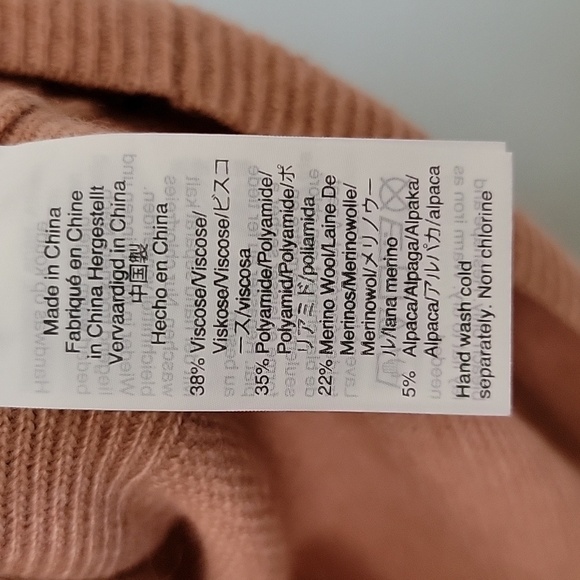 Made in China
Fabriqué en Chine
in China Hergestellt
Vervaardigd in China
中国製
Hecho en China
38% Viscose/Viscose/
Viskose/Viscose/ビスコ
ース/viscosa
35% Polyamide/Polyamide/
Polyamid/Polyamide/ポ
リアミド/poliamida
22% Merino Wool/Laine De
Merinos/Merinowolle/
Merinowol/メリノウー
ル/lana merino
5% Alpaca/Alpaga/Alpaka/
Alpaca/アルパカ/alpaca
Hand wash cold
separately. Non chlorine